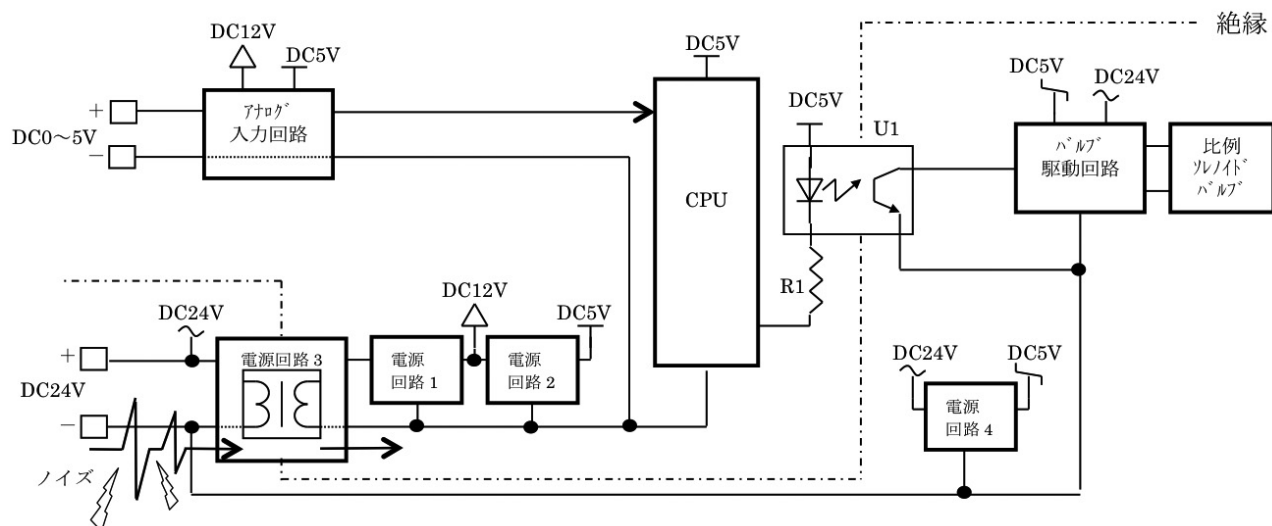 DC12V
DC5V
+
アナログ
入力回路
DC0～5V
−
DC5V
CPU
DC5V
U1
R1
絶縁
DC5V
DC24V
バルブ
駆動回路
比例
ソレノイド
バルブ
DC24V
+
DC24V
−
ノイズ
電源回路3
電源
回路1
DC12V
電源
回路2
DC5V
DC24V
DC5V
電源
回路4